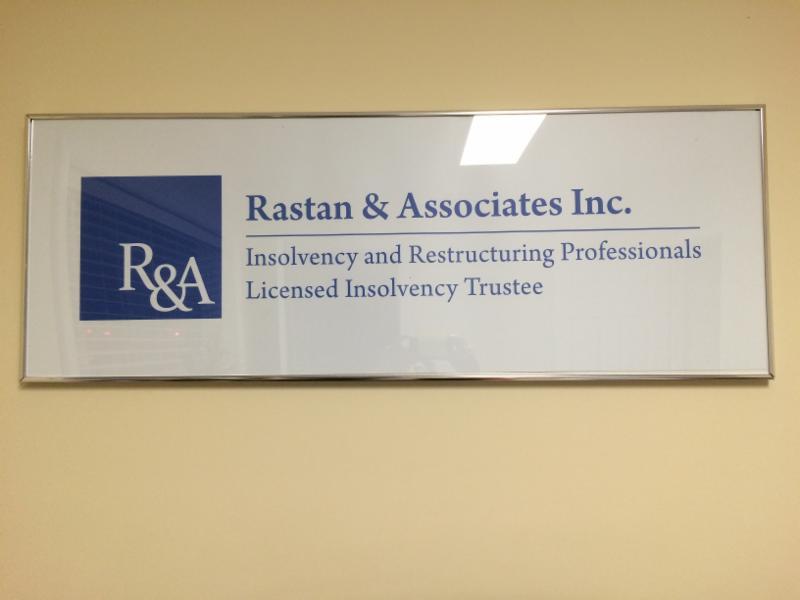 R&A
Rastan & Associates Inc.
Insolvency and Restructuring Professionals
Licensed Insolvency Trustee